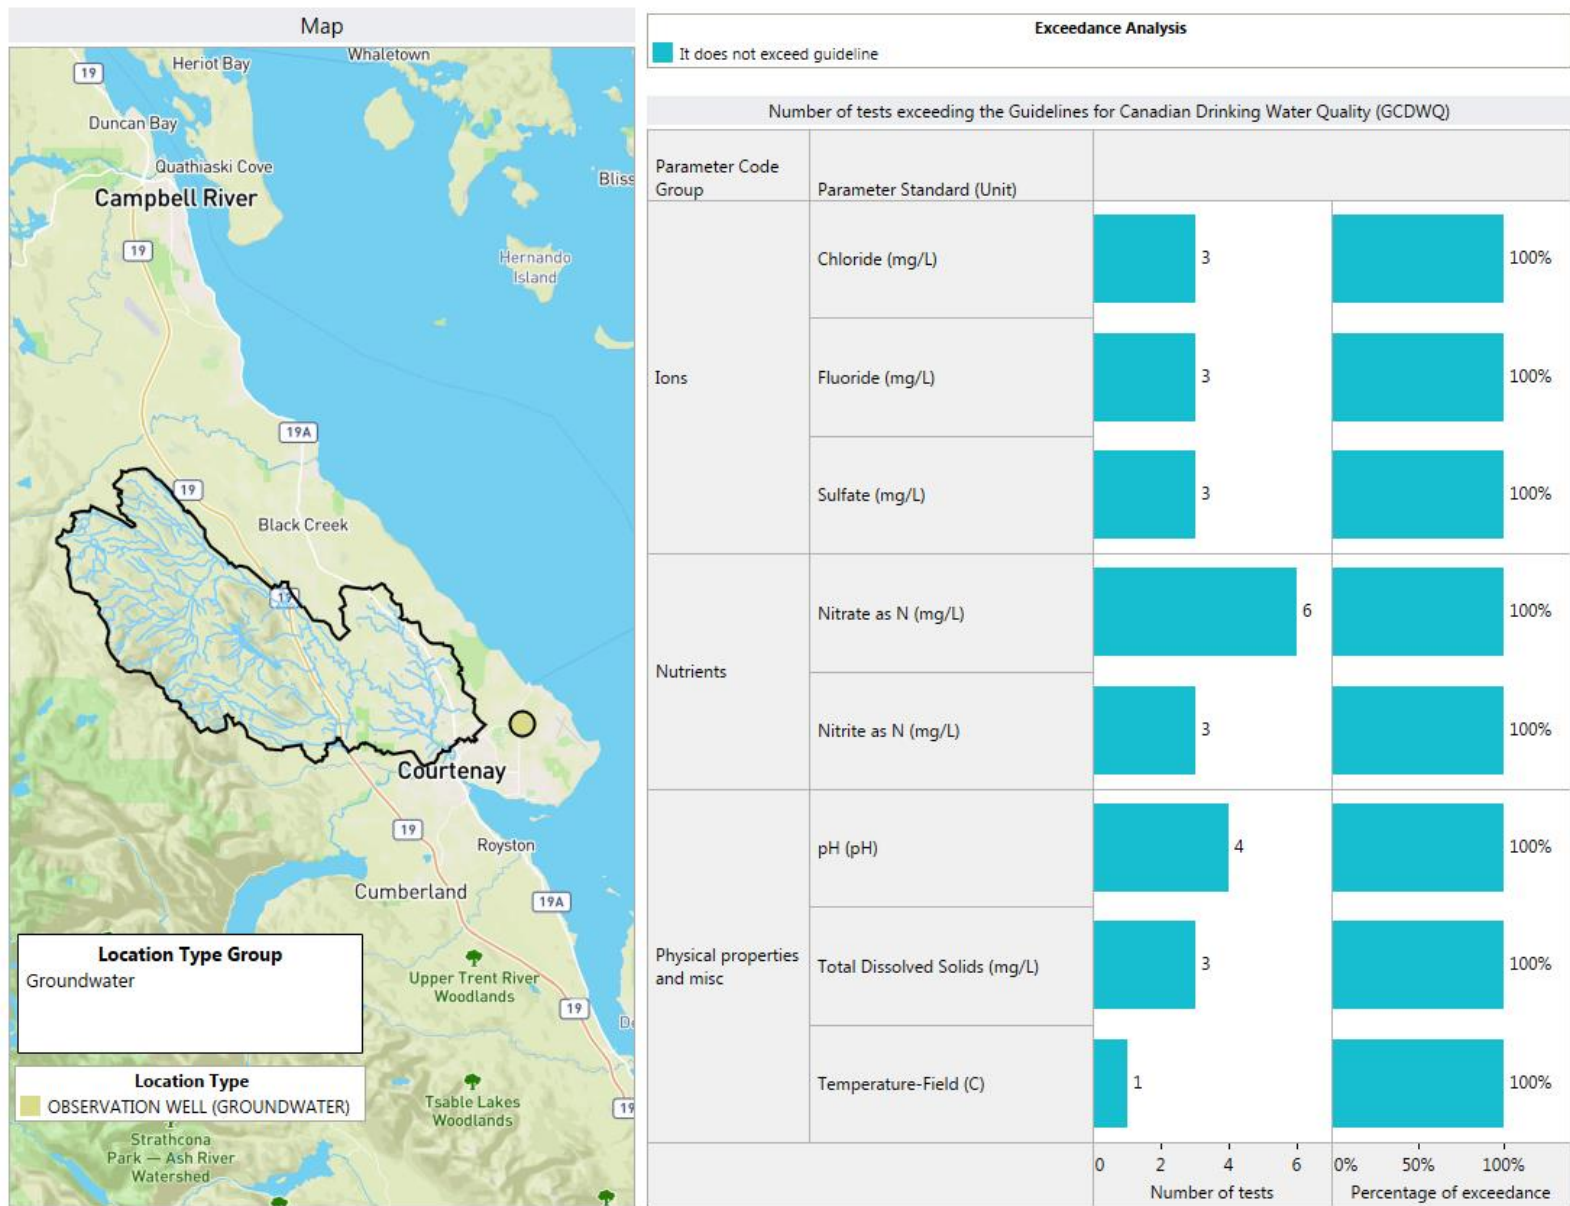 Map
19
Heriot Bay
Whaletown
Duncan Bay
Quathiaski Cove
Bliss
Campbell River
19
Hernando
Island
19A
19
Black Creek
19
Courtenay
19
Royston
Cumberland
19A
Upper Trent River
Woodlands
19
De
Location Type Group
Groundwater
Location Type
OBSERVATION WELL (GROUNDWATER)
Tsable Lakes
Woodlands
19
Strathcona
Park — Ash River
Watershed
Exceedance Analysis
It does not exceed guideline
Number of tests exceeding the Guidelines for Canadian Drinking Water Quality (GCDWQ)
Parameter Code
Group
Parameter Standard (Unit)
Ions
Chloride (mg/L)
3
100%
Fluoride (mg/L)
3
100%
Sulfate (mg/L)
3
100%
Nutrients
Nitrate as N (mg/L)
6
100%
Nitrite as N (mg/L)
3
100%
Physical properties
and misc
pH (pH)
4
100%
Total Dissolved Solids (mg/L)
3
100%
Temperature-Field (C)
1
100%
0 2 4 6
Number of tests
0% 50% 100%
Percentage of exceedance